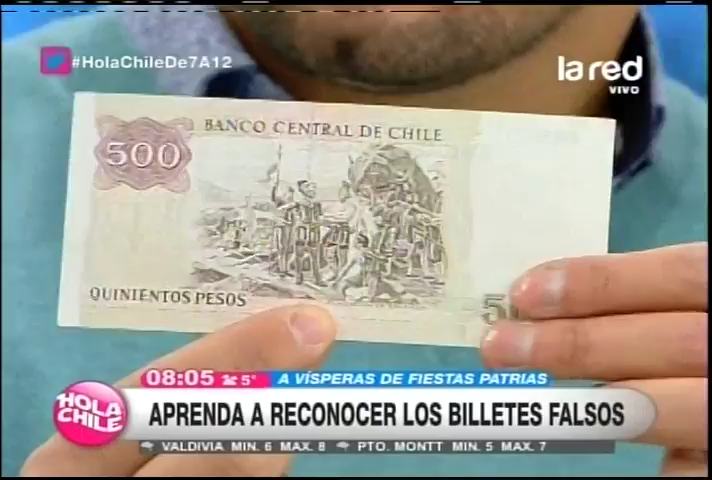 #HolaChileDe7A12
la red
VIVO
BANCO CENTRAL DE CHILE
500
QUINIENTOS PESOS
08:05 5°
A VÍSPERAS DE FIESTAS PATRIAS
HOLA
CHILE
APRENDA A RECONOCER LOS BILLETES FALSOS
VALDIVIA MIN. 6 MAX. 8 PTO. MONTT MIN. 5 MAX. 7